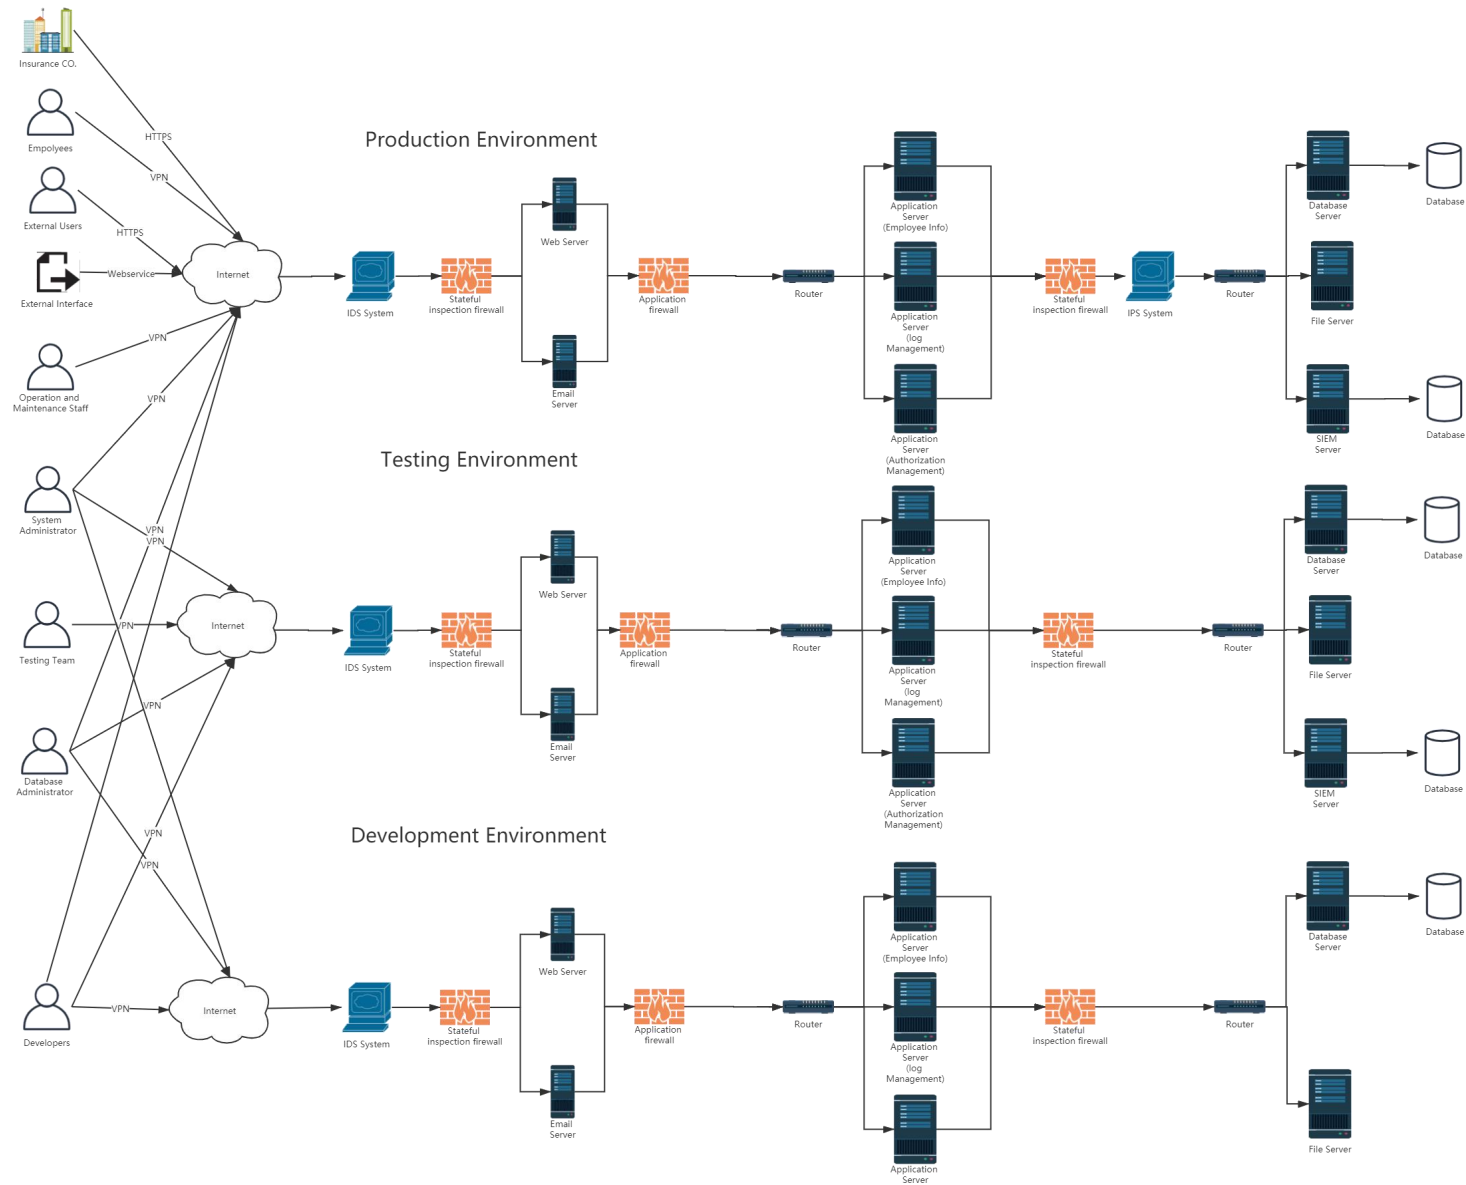 Insurance CO.
HTTPS
Empolyees
VPN
External Users
HTTPS
External Interface
Webservice
Internet
Operation and
Maintenance Staff
VPN
VPN
System
Administrator
VPN
VPN
Testing Team
VPN
Internet
VPN
Database
Administrator
VPN
VPN
Developers
VPN
Internet
Production Environment
IDS System
Stateful
inspection firewall
Web Server
Email
Server
Application
firewall
Router
Application
Server
(Employee Info)
Application
Server
(log
Management)
Application
Server
(Authorization
Management)
Stateful
inspection firewall
IPS System
Router
Database
Server
Database
File Server
SIEM
Server
Database
Testing Environment
IDS System
Stateful
inspection firewall
Web Server
Email
Server
Application
firewall
Router
Application
Server
(Employee Info)
Application
Server
(log
Management)
Application
Server
(Authorization
Management)
Stateful
inspection firewall
Router
Database
Server
Database
File Server
SIEM
Server
Database
Development Environment
IDS System
Stateful
inspection firewall
Web Server
Email
Server
Application
firewall
Router
Application
Server
(Employee Info)
Application
Server
(log
Management)
Application
Server
Stateful
inspection firewall
Router
Database
Server
Database
File Server